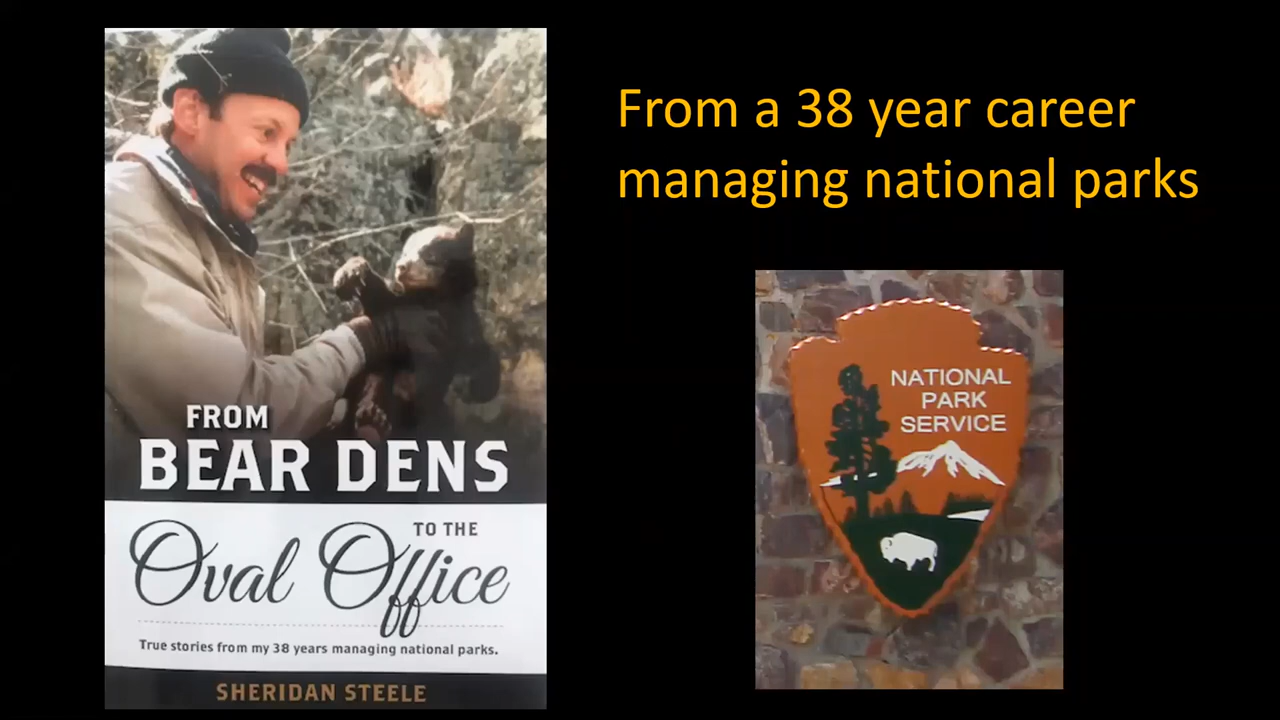 FROM
BEAR DENS
TO THE
Oval Office
True stories from my 38 years managing national parks.
SHERIDAN STEELE
From a 38 year career
managing national parks
NATIONAL
PARK
SERVICE